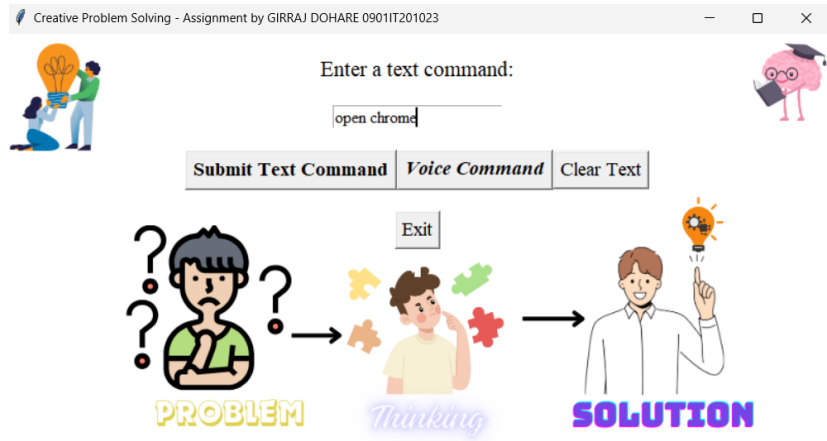 Creative Problem Solving - Assignment by GIRRAJ DOHARE 0901IT201023
Enter a text command:
open chrome
Submit Text Command Voice Command Clear Text
Exit
? ? ?
PROBLEM Thinking SOLUTION